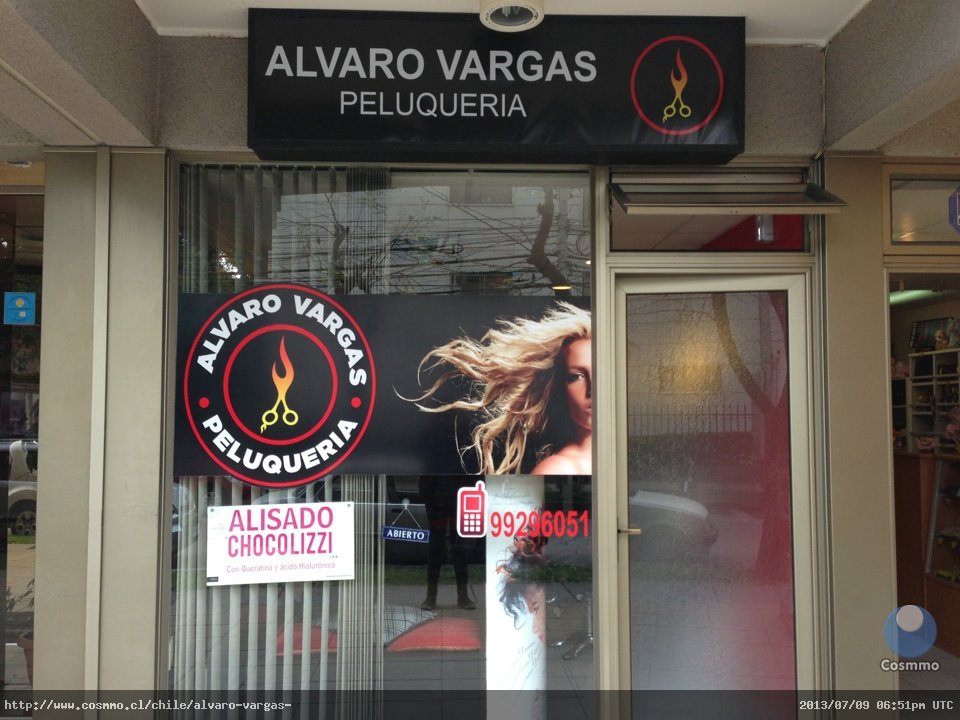 ALVARO VARGAS
PELUQUERIA
ALVARO VARGAS
PELUQUERIA
ALISADO
CHOCOLIZZI
Con Queratina y ácido Hialurónico
ABIERTO
99296051
Cosmmo
http://www.cosmmo.cl/chile/alvaro-vargas-
2013/07/09 06:51pm UTC